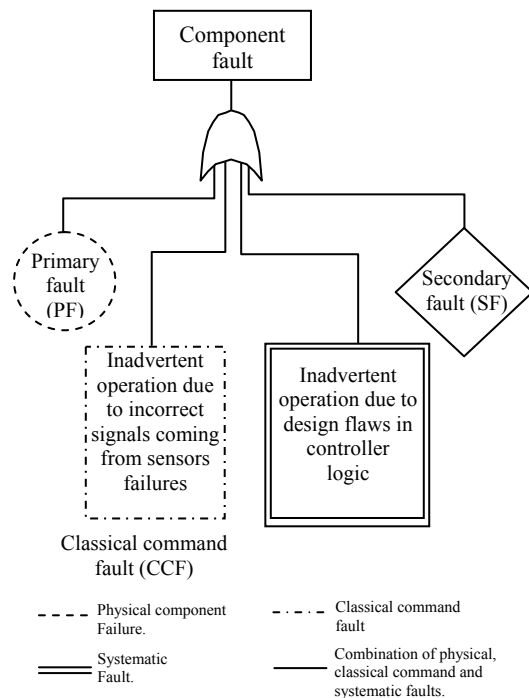 Component
fault
Primary
fault
(PF)
Secondary
fault (SF)
Inadvertent
operation due
to incorrect
signals coming
from sensors
failures
Inadvertent
operation due to
design flaws in
controller
logic
Classical command
fault (CCF)
Physical component
Failure.
Classical command
fault
Systematic
Fault.
Combination of physical,
classical command and
systematic faults.